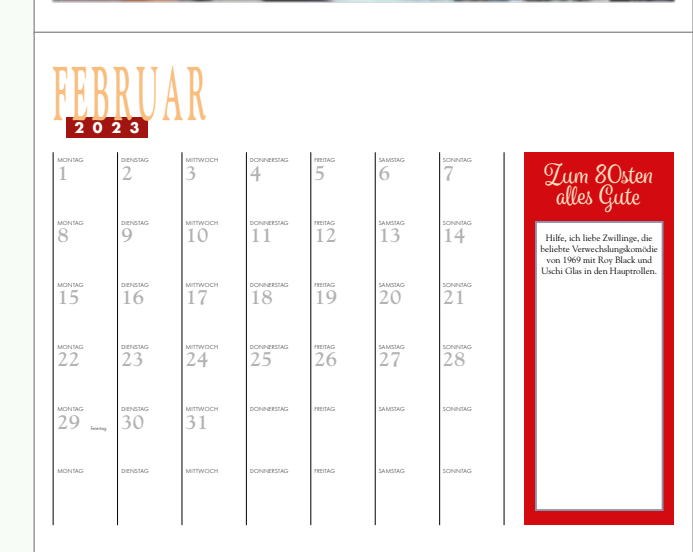 FEBRUAR
2023
MONTAG DIENSTAG MITTWOCH DONNERSTAG FREITAG SAMSTAG SONNTAG
1 2 3 4 5 6 7
MONTAG DIENSTAG MITTWOCH DONNERSTAG FREITAG SAMSTAG SONNTAG
8 9 10 11 12 13 14
MONTAG DIENSTAG MITTWOCH DONNERSTAG FREITAG SAMSTAG SONNTAG
15 16 17 18 19 20 21
MONTAG DIENSTAG MITTWOCH DONNERSTAG FREITAG SAMSTAG SONNTAG
22 23 24 25 26 27 28
MONTAG DIENSTAG MITTWOCH DONNERSTAG FREITAG SAMSTAG SONNTAG
29 30 31
MONTAG DIENSTAG MITTWOCH DONNERSTAG FREITAG SAMSTAG SONNTAG
Zum 80sten
alles Gute
Hilfe, ich liebe Zwillinge, die
beliebte Verwechslungskomödie
von 1969 mit Roy Black und
Uschi Glas in den Hauptrollen.